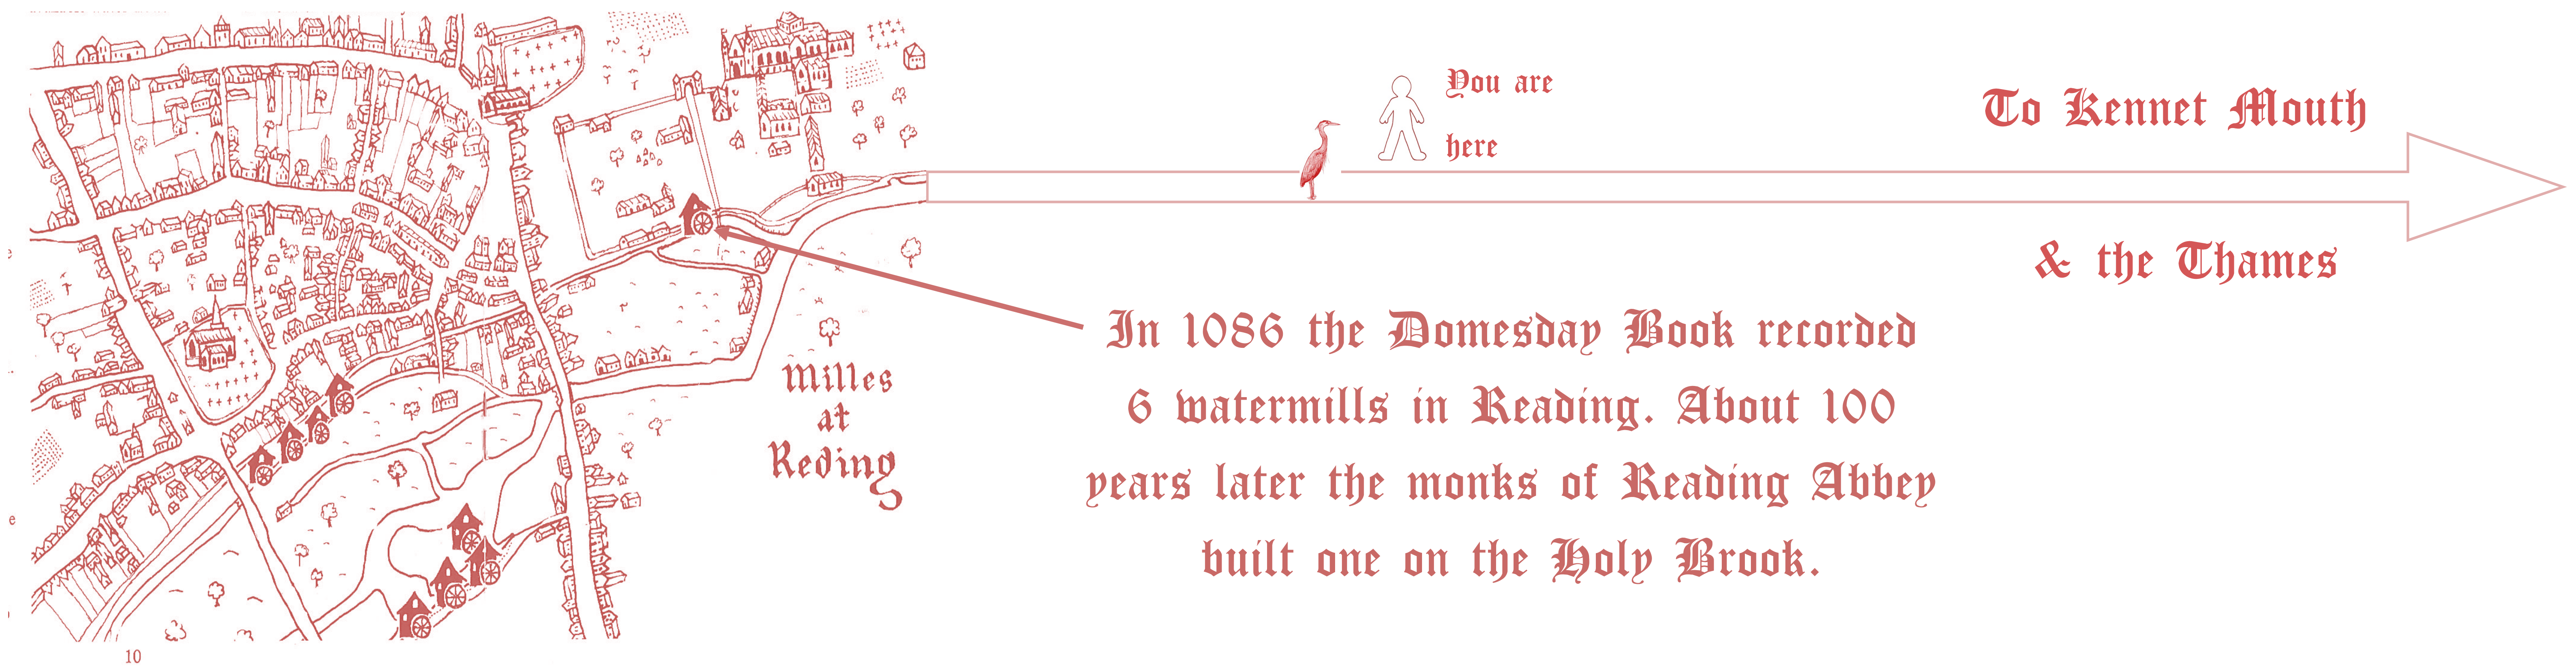 You are
here
To Kennet Mouth
& the Thames
In 1086 the Domesday Book recorded
6 watermills in Reading. About 100
years later the monks of Reading Abbey
built one on the Holy Brook.
Milles
at
Reding
10